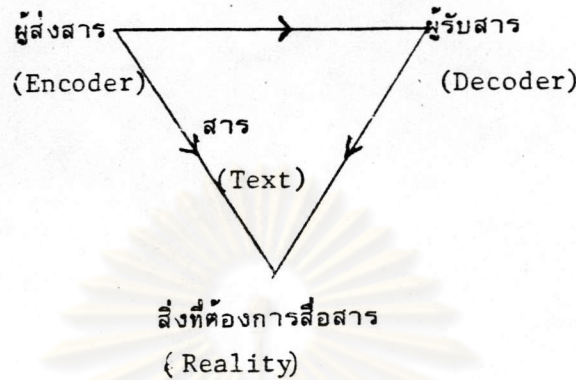 ผู้ส่งสาร
ผู้รับสาร
(Encoder)
(Decoder)
สาร
(Text)
สิ่งที่ต้องการสื่อสาร
( Reality)